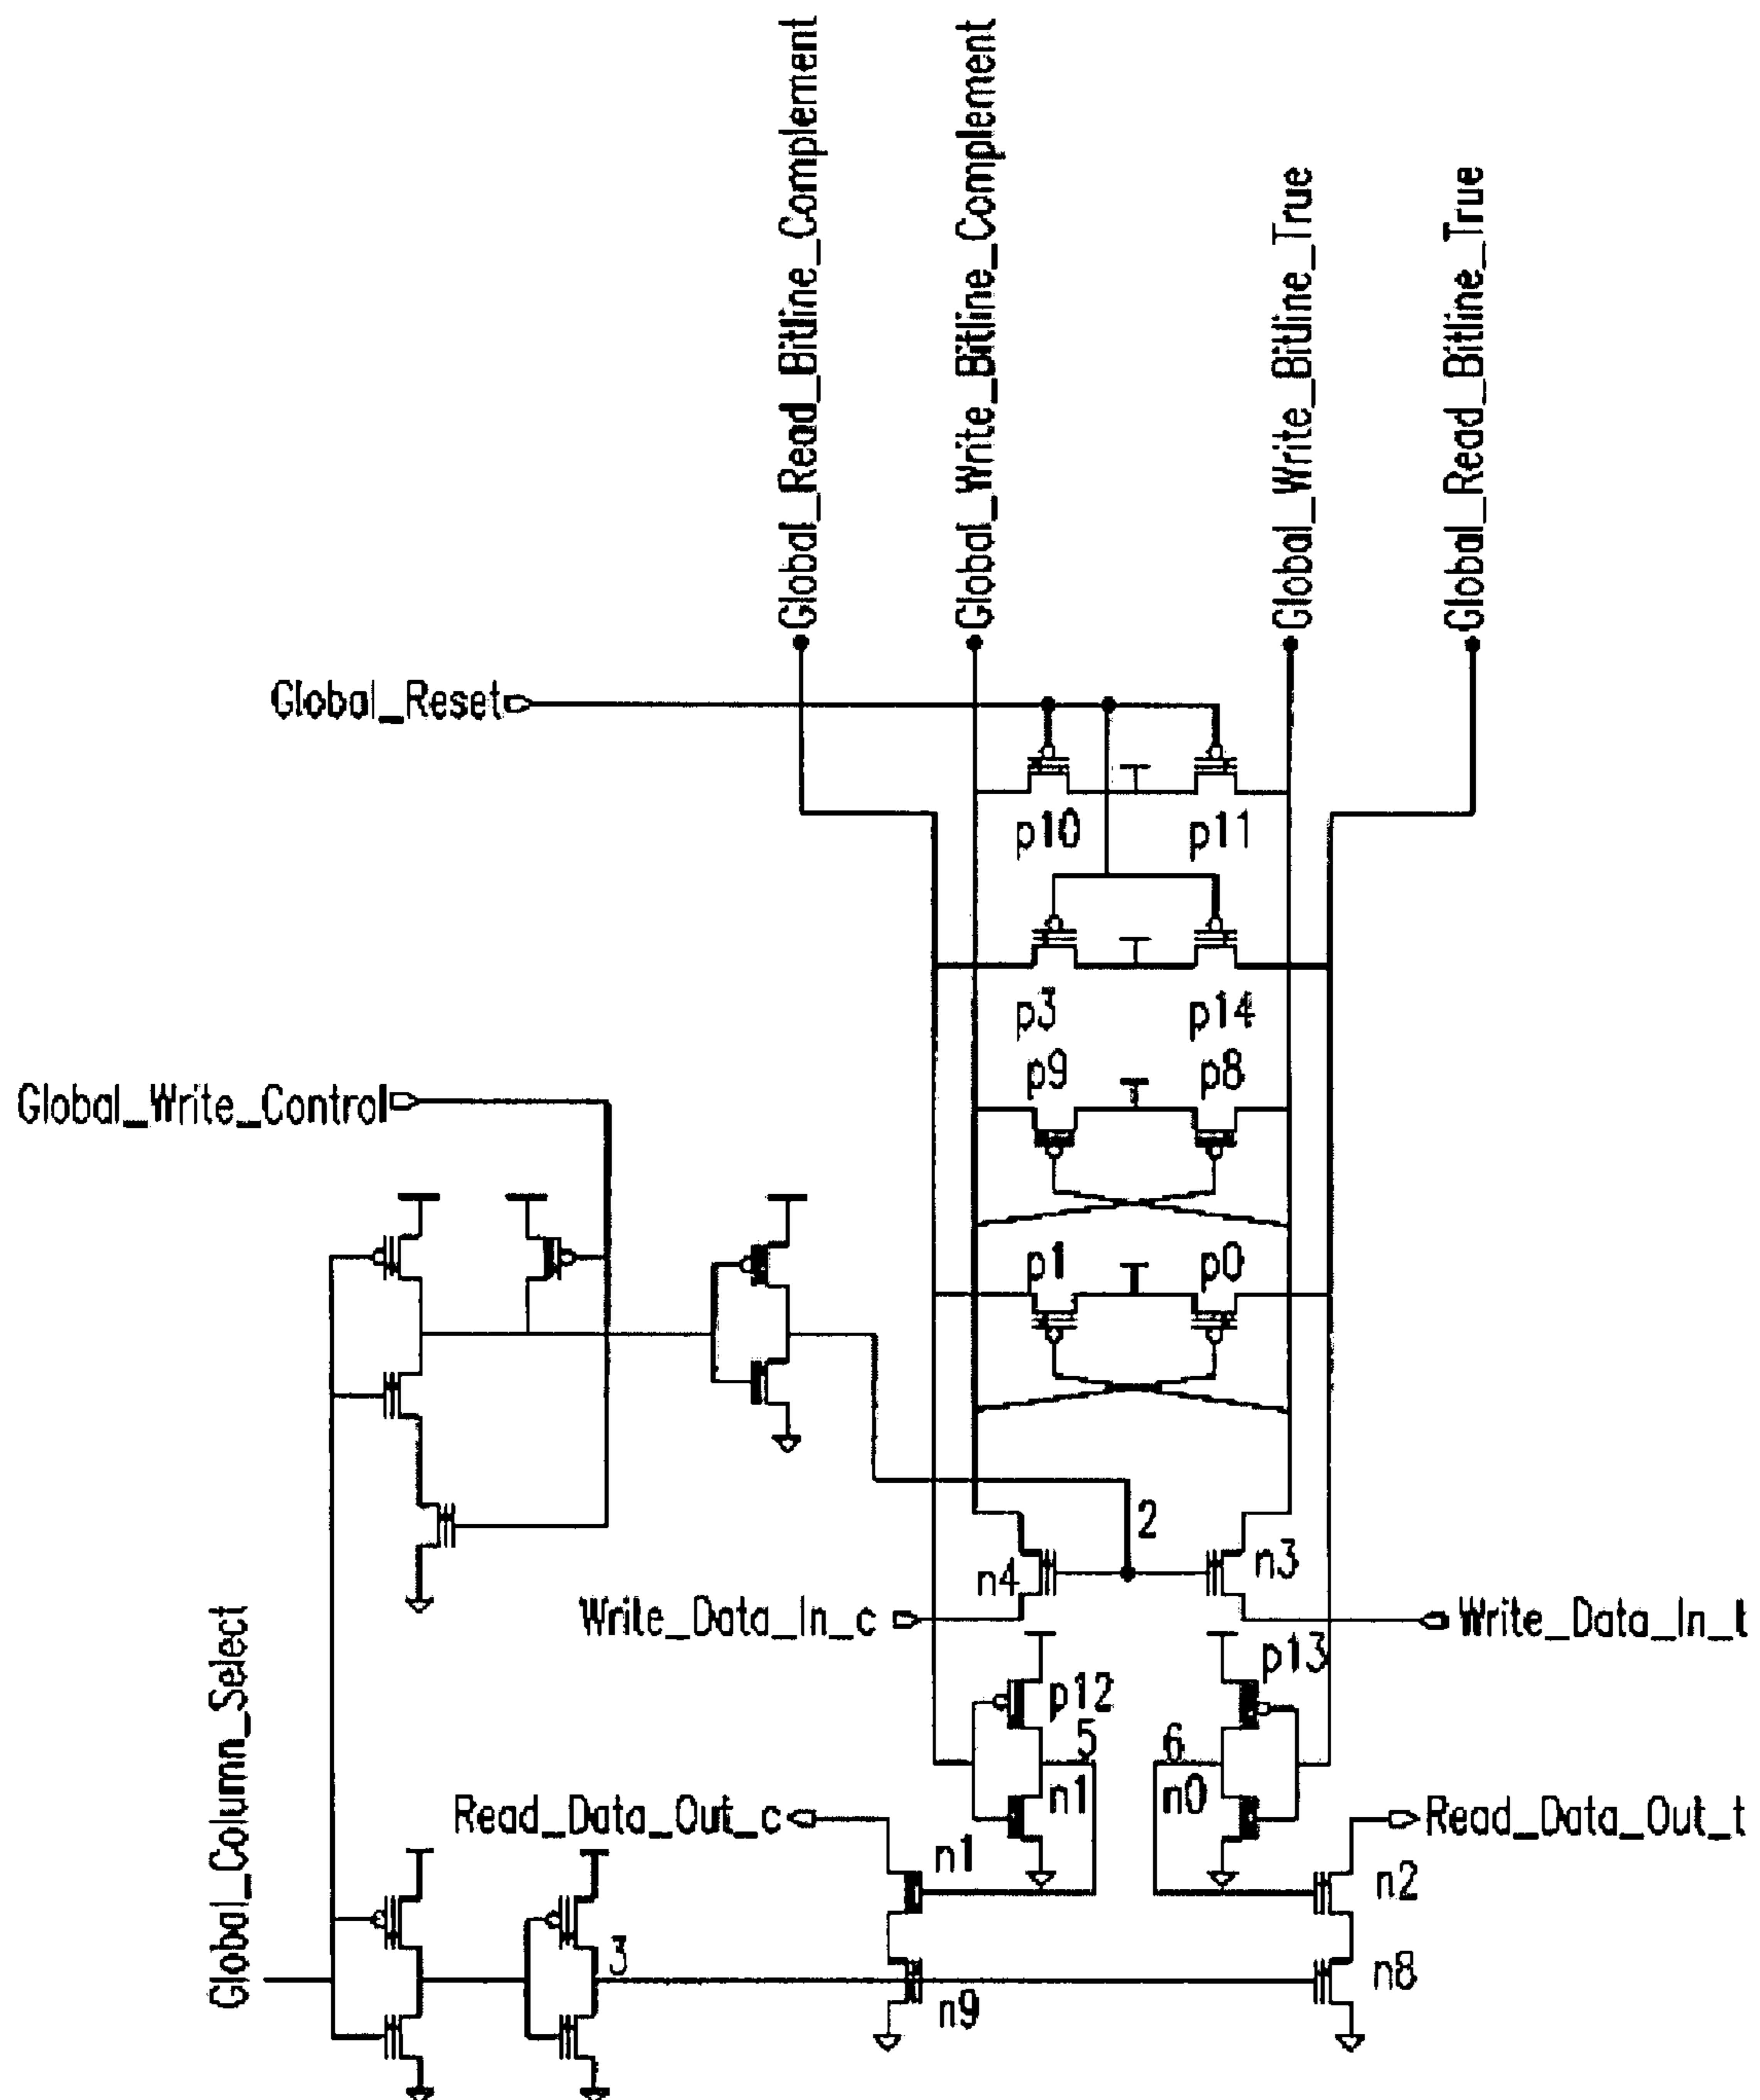 Global_Read_Bitline_Complement
Global_Write_Bitline_Complement
Global_Write_Bitline_True
Global_Read_Bitline_True
Global_Reset
p10
p11
p3
p14
p9
p8
Global_Write_Control
p1
p0
2
n4
n3
Write_Data_In_c
Write_Data_In_t
p12
p13
5
6
n1
n0
Global_Column_Select
Read_Data_Out_c
Read_Data_Out_t
n1
n2
3
n9
n8